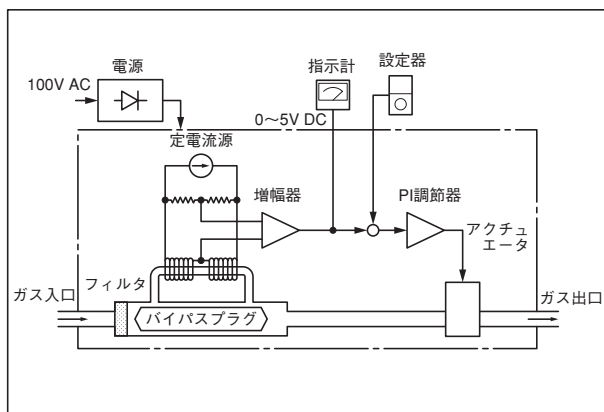 電源
100V AC
指示計
設定器
0～5V DC
定電流源
増幅器
PI調節器
アクチュ
エータ
ガス入口
フィルタ
バイパスプラグ
ガス出口